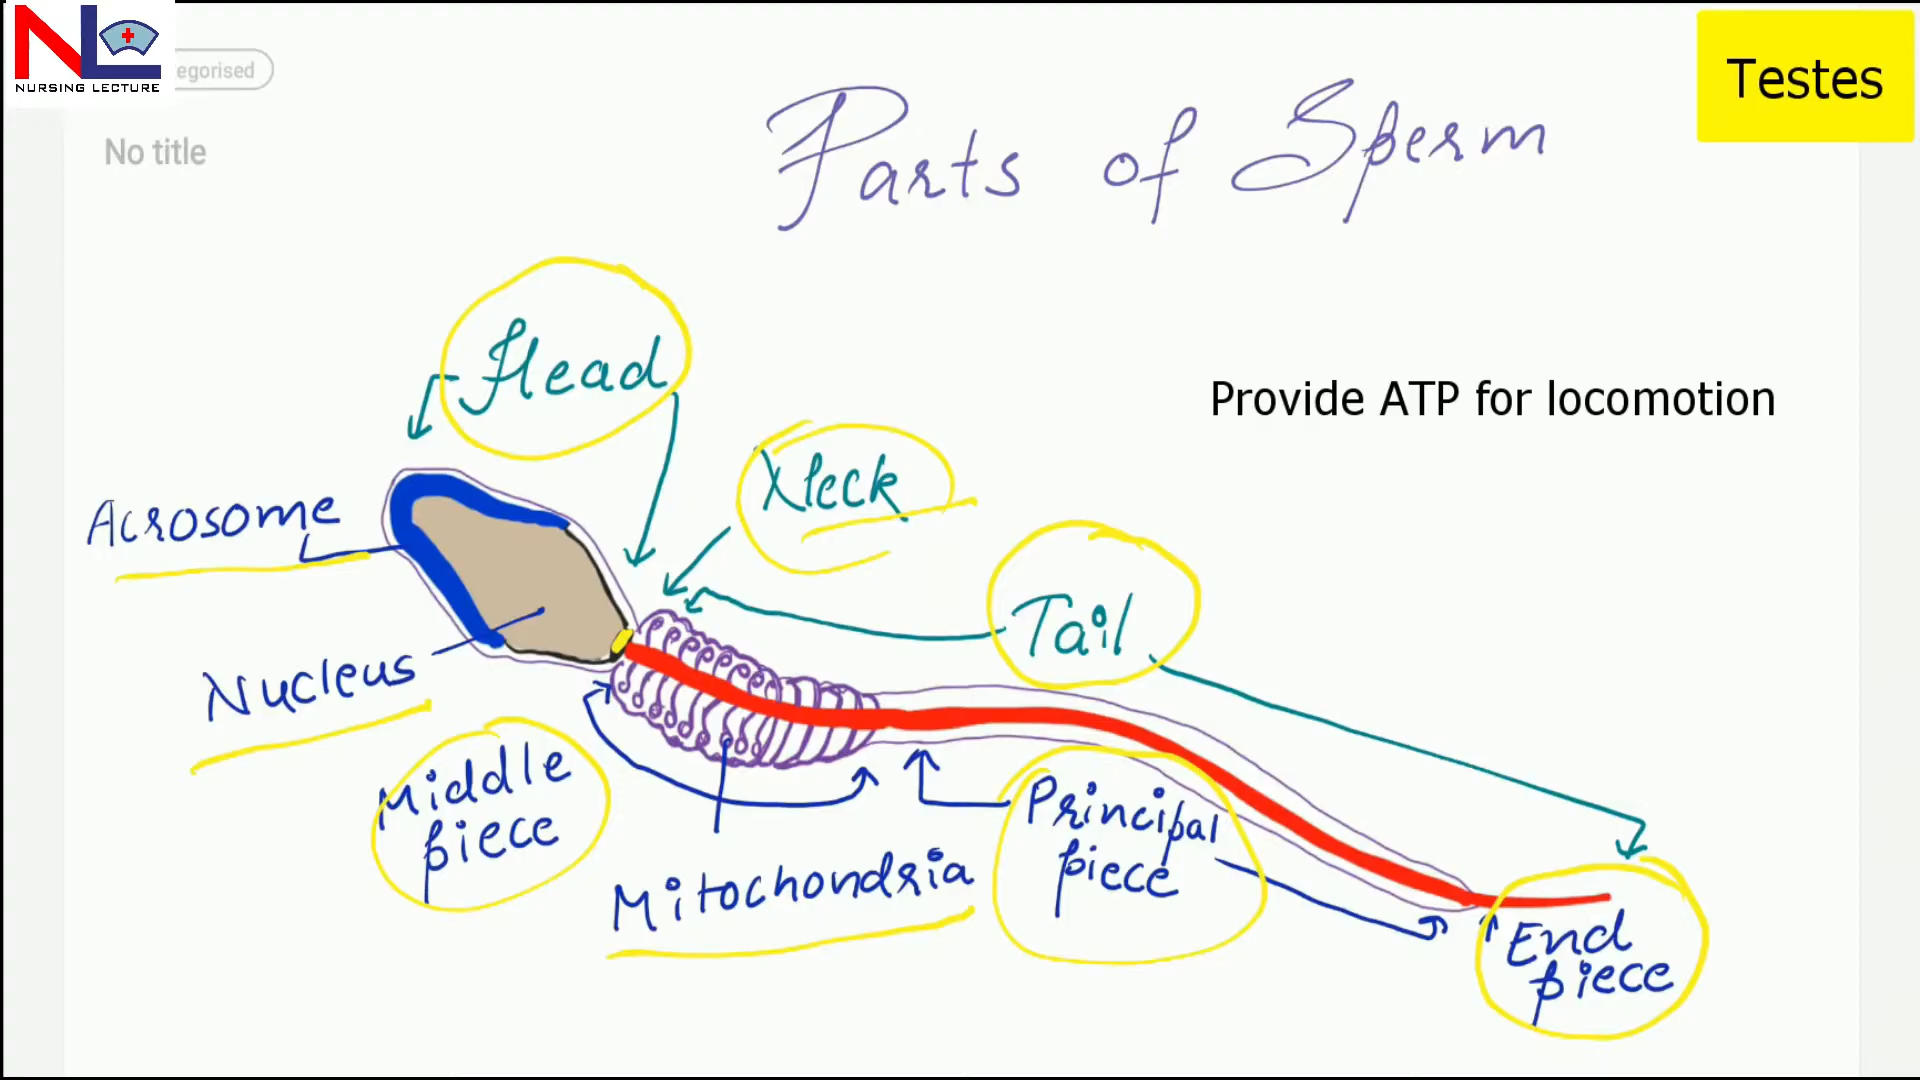 NL
NURSING LECTURE
egorised
Testes
No title
Parts of Sperm
Head
Provide ATP for locomotion
Neck
Acrosome
Tail
Nucleus
Middle
piece
Principal
piece
Mitochondria
End
piece